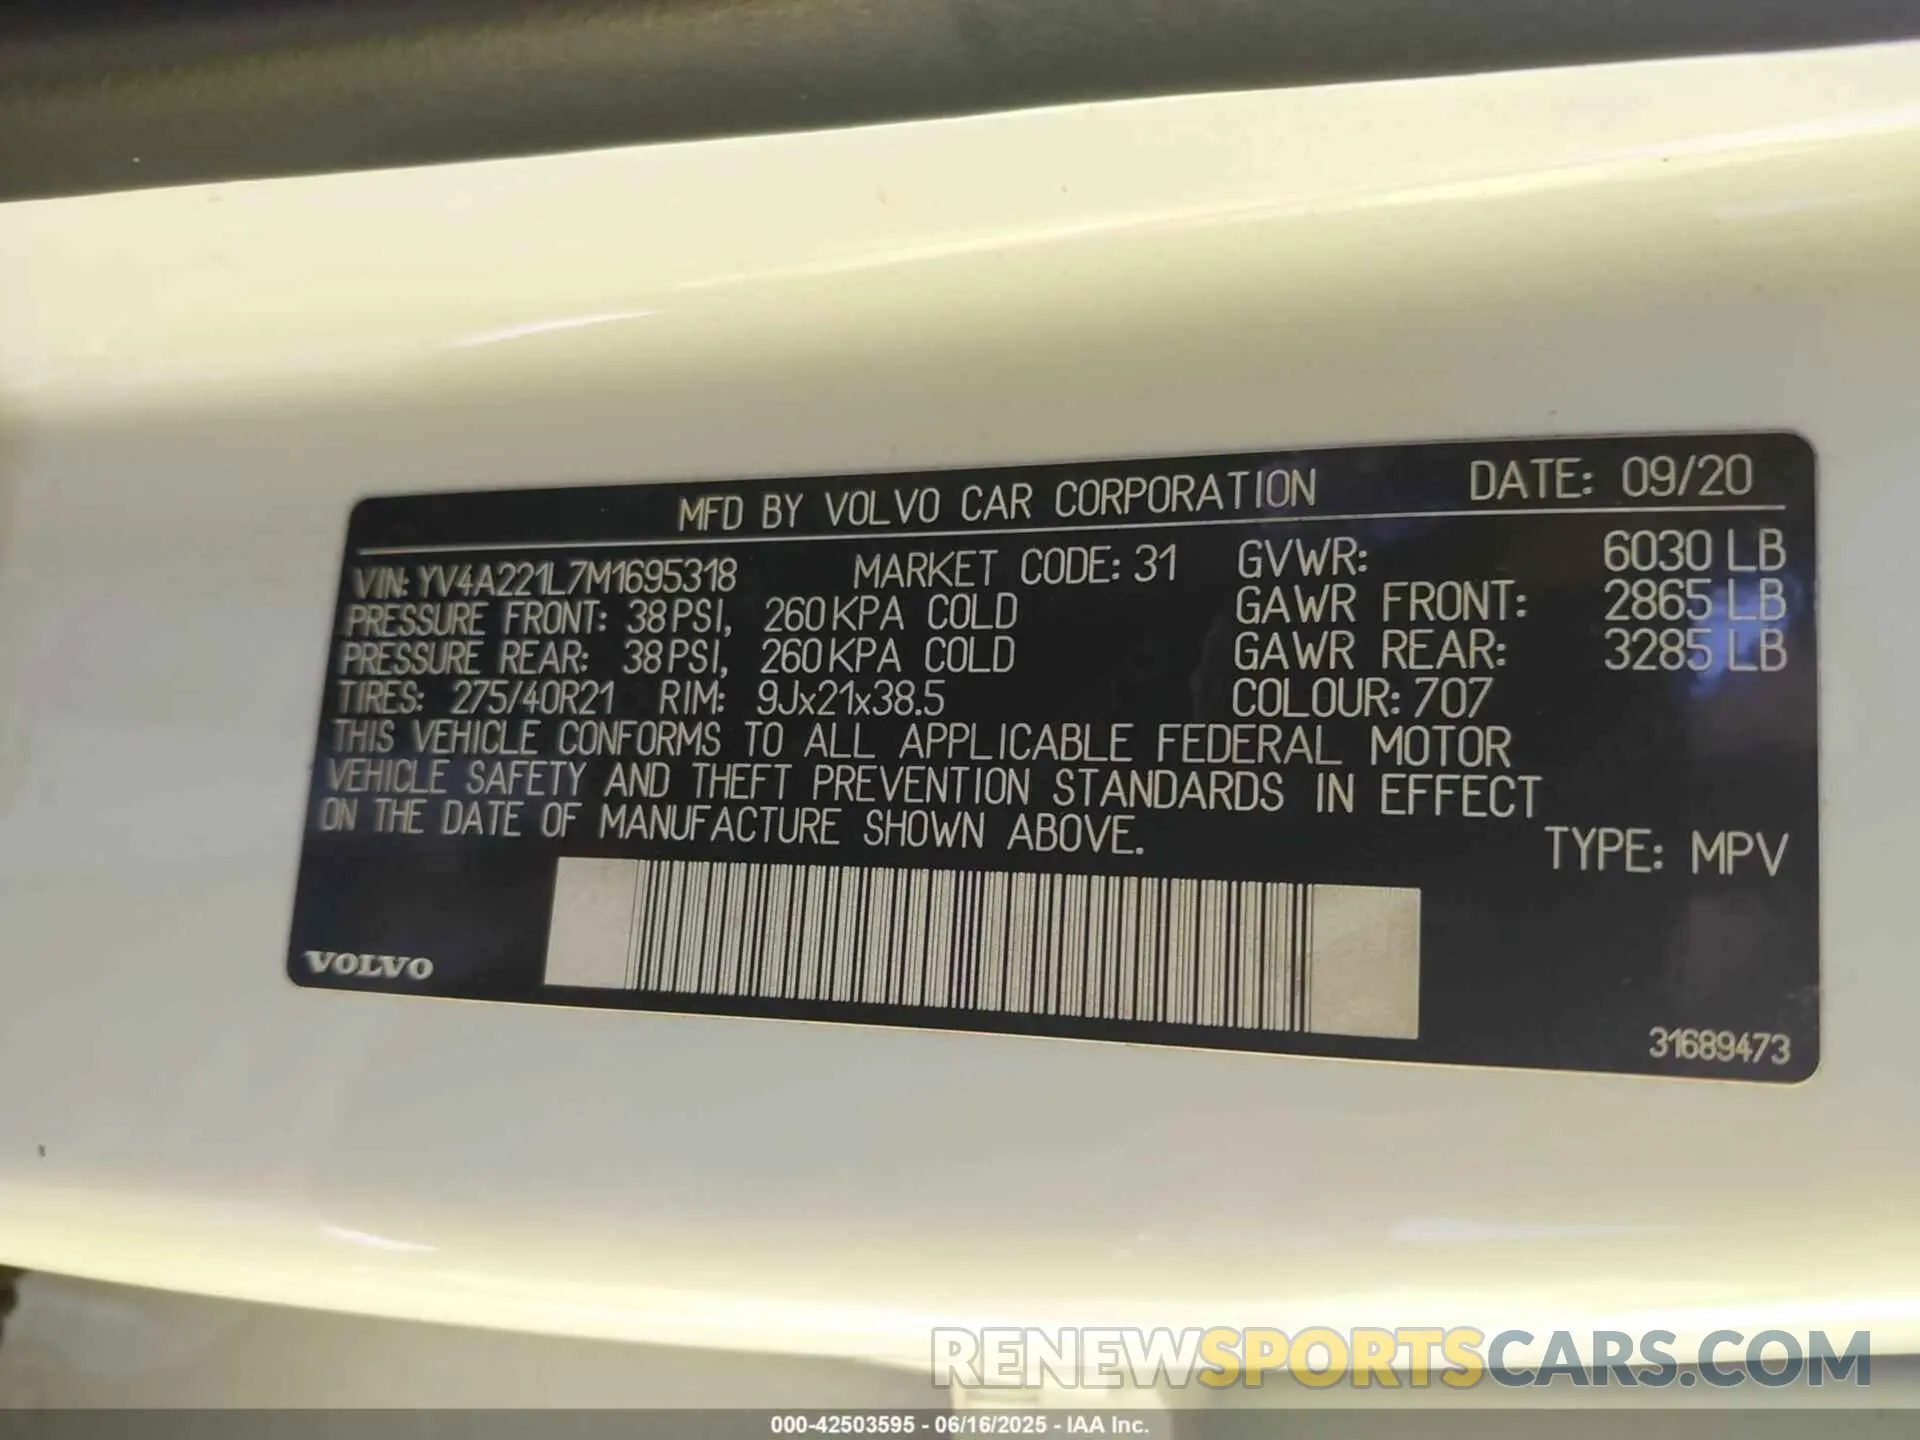 MFD BY VOLVO CAR CORPORATION DATE: 09/20
VIN: YV4A221L7M1695318 MARKET CODE: 31 GVWR: 6030 LB
PRESSURE FRONT: 38 PSI, 260 KPA COLD GAWR FRONT: 2865 LB
PRESSURE REAR: 38 PSI, 260 KPA COLD GAWR REAR: 3285 LB
TIRES: 275/40R21 RIM: 9Jx21x38.5 COLOUR: 707
THIS VEHICLE CONFORMS TO ALL APPLICABLE FEDERAL MOTOR
VEHICLE SAFETY AND THEFT PREVENTION STANDARDS IN EFFECT
ON THE DATE OF MANUFACTURE SHOWN ABOVE.
TYPE: MPV
VOLVO
31689473
RENEWSPORTSCARS.COM
000-42503595 - 06/16/2025 - IAA Inc.